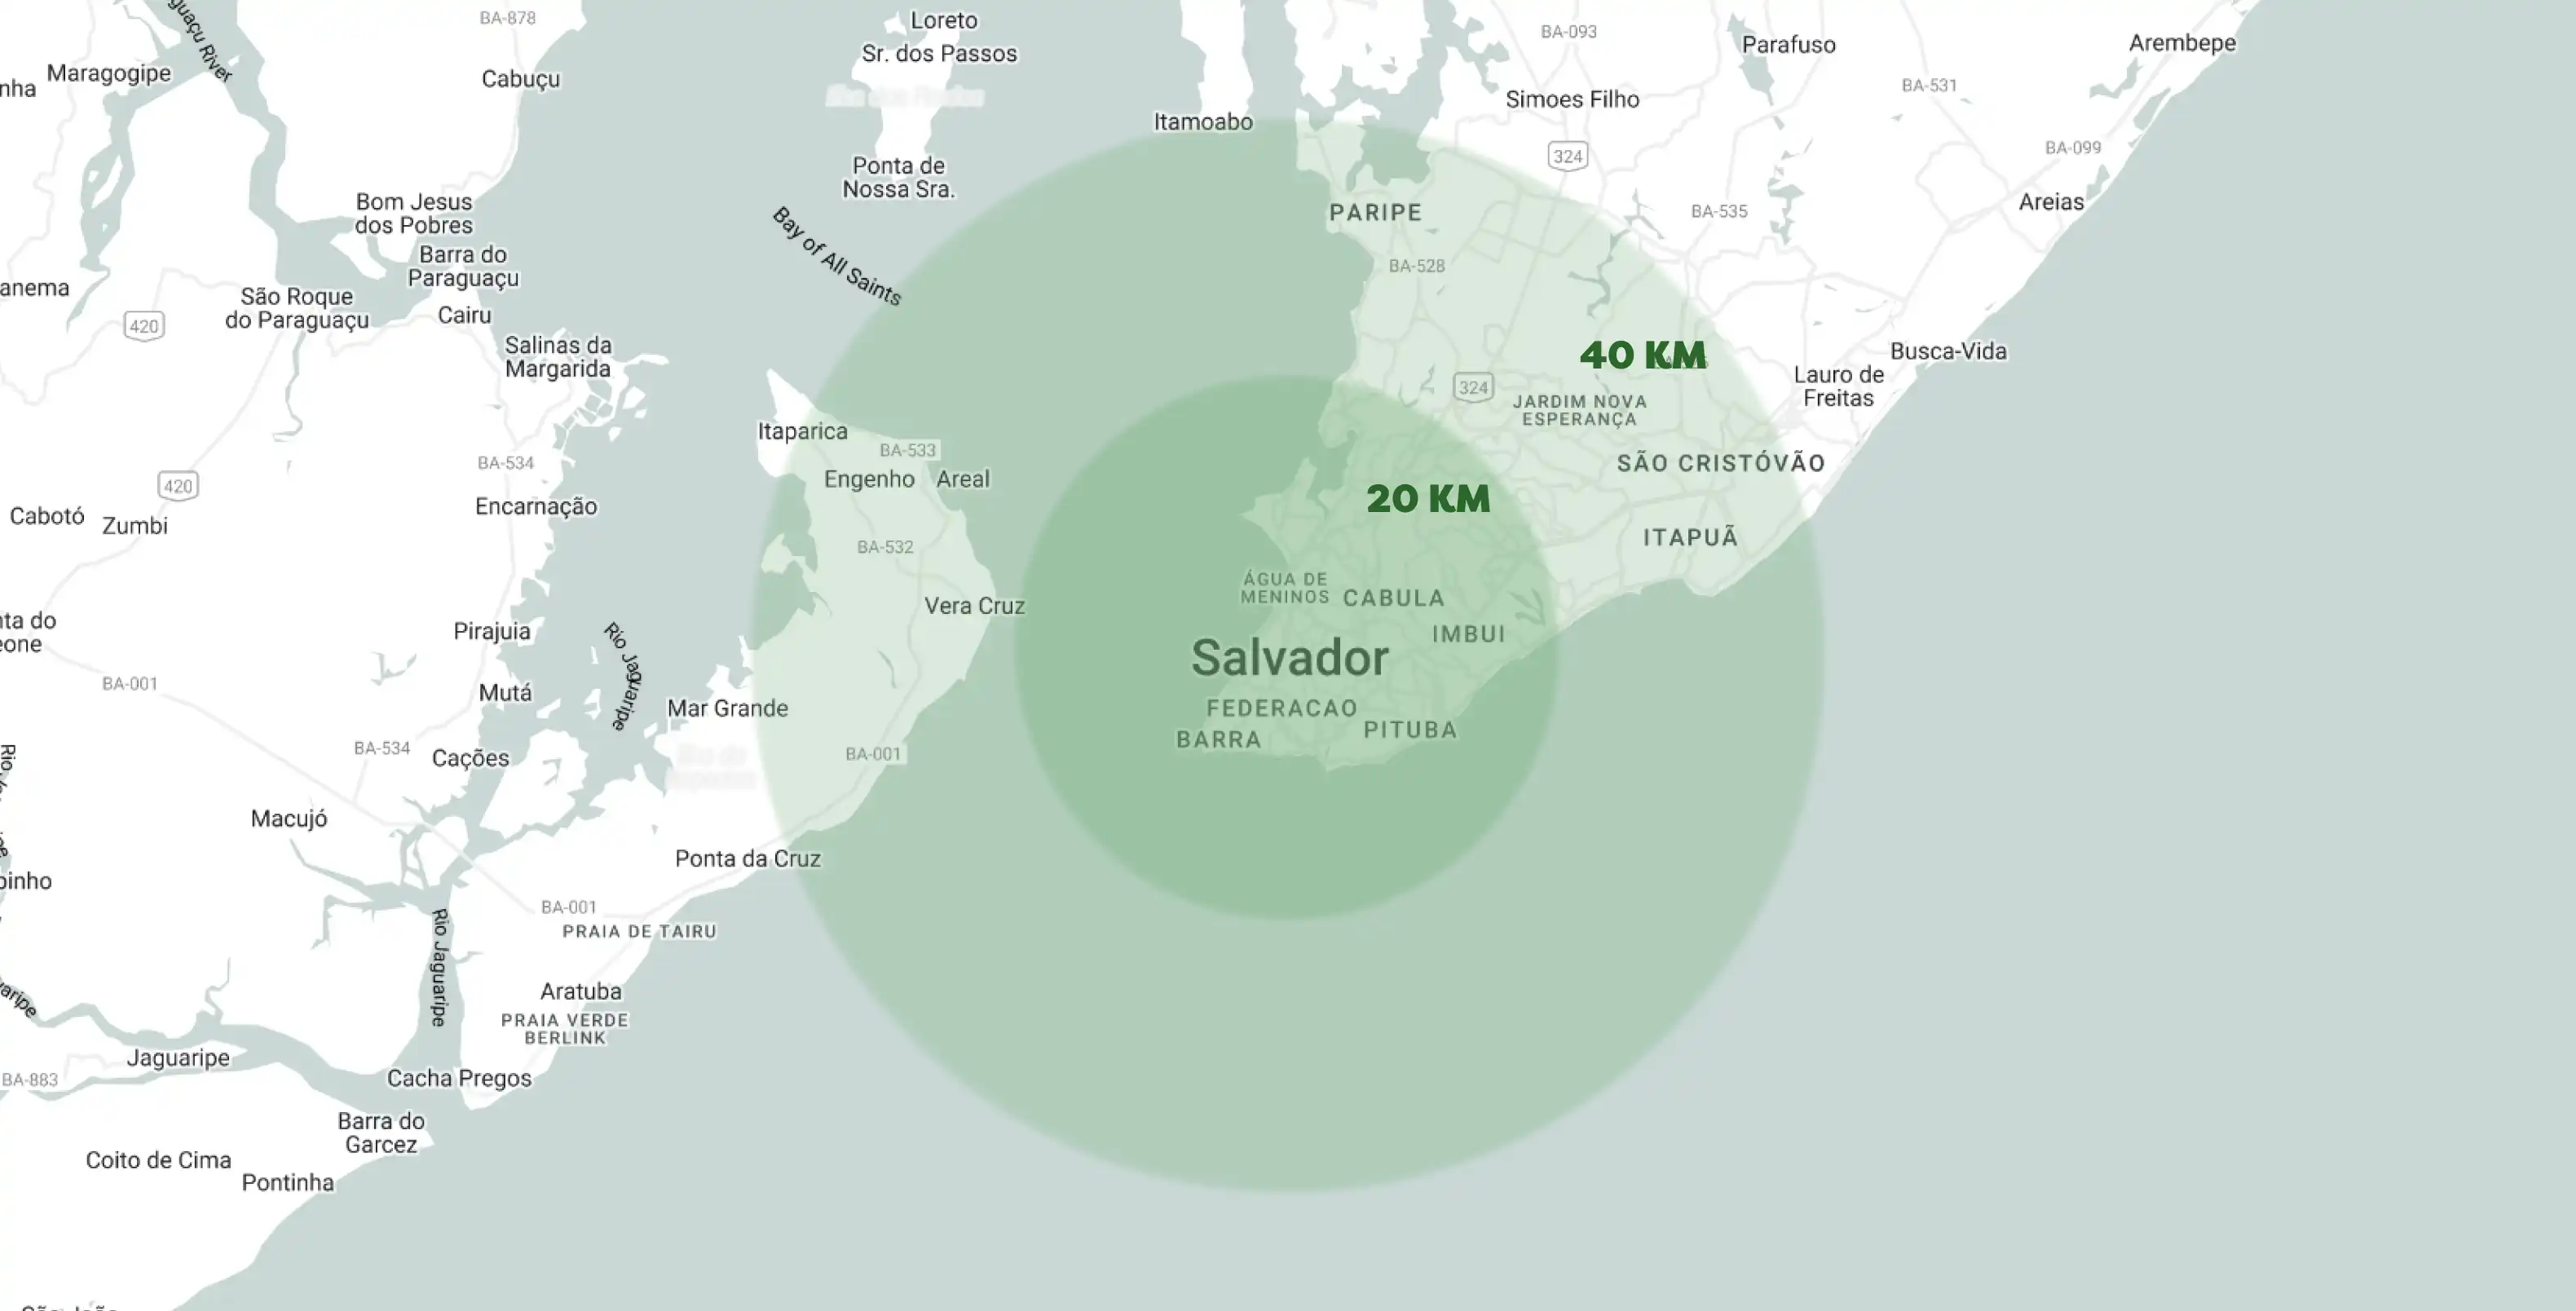 BA-878
Loreto
Sr. dos Passos
BA-093
Parafuso
Arembepe
guaçu River
Maragogipe
nha
Cabuçu
Simoes Filho
BA-531
Itamoabo
324
BA-099
Ponta de
Nossa Sra.
Bom Jesus
dos Pobres
Bay of All Saints
PARIPE
BA-535
Areias
Barra do
Paraguaçu
BA-528
anema
São Roque
do Paraguaçu
420
Cairu
Salinas da
Margarida
40 KM
Busca-Vida
Lauro de
Freitas
324
JARDIM NOVA
ESPERANÇA
Itaparica
BA-533
BA-534
Engenho
Areal
SÃO CRISTÓVÃO
420
20 KM
Encarnação
Cabotó
Zumbi
BA-532
ITAPUÃ
ÁGUA DE
MENINOS
CABULA
Vera Cruz
ta do
eone
Pirajuia
Rio Jaguaripe
IMBUI
Salvador
BA-001
Mutá
Mar Grande
FEDERACAO
PITUBA
BARRA
BA-534
Cações
BA-001
Rio
Macujó
Ponta da Cruz
pinho
BA-001
PRAIA DE TAIRU
Rio Jaguaripe
Aratuba
aripe
PRAIA VERDE
BERLINK
Jaguaripe
BA-883
Cacha Pregos
Barra do
Garcez
Coito de Cima
Pontinha